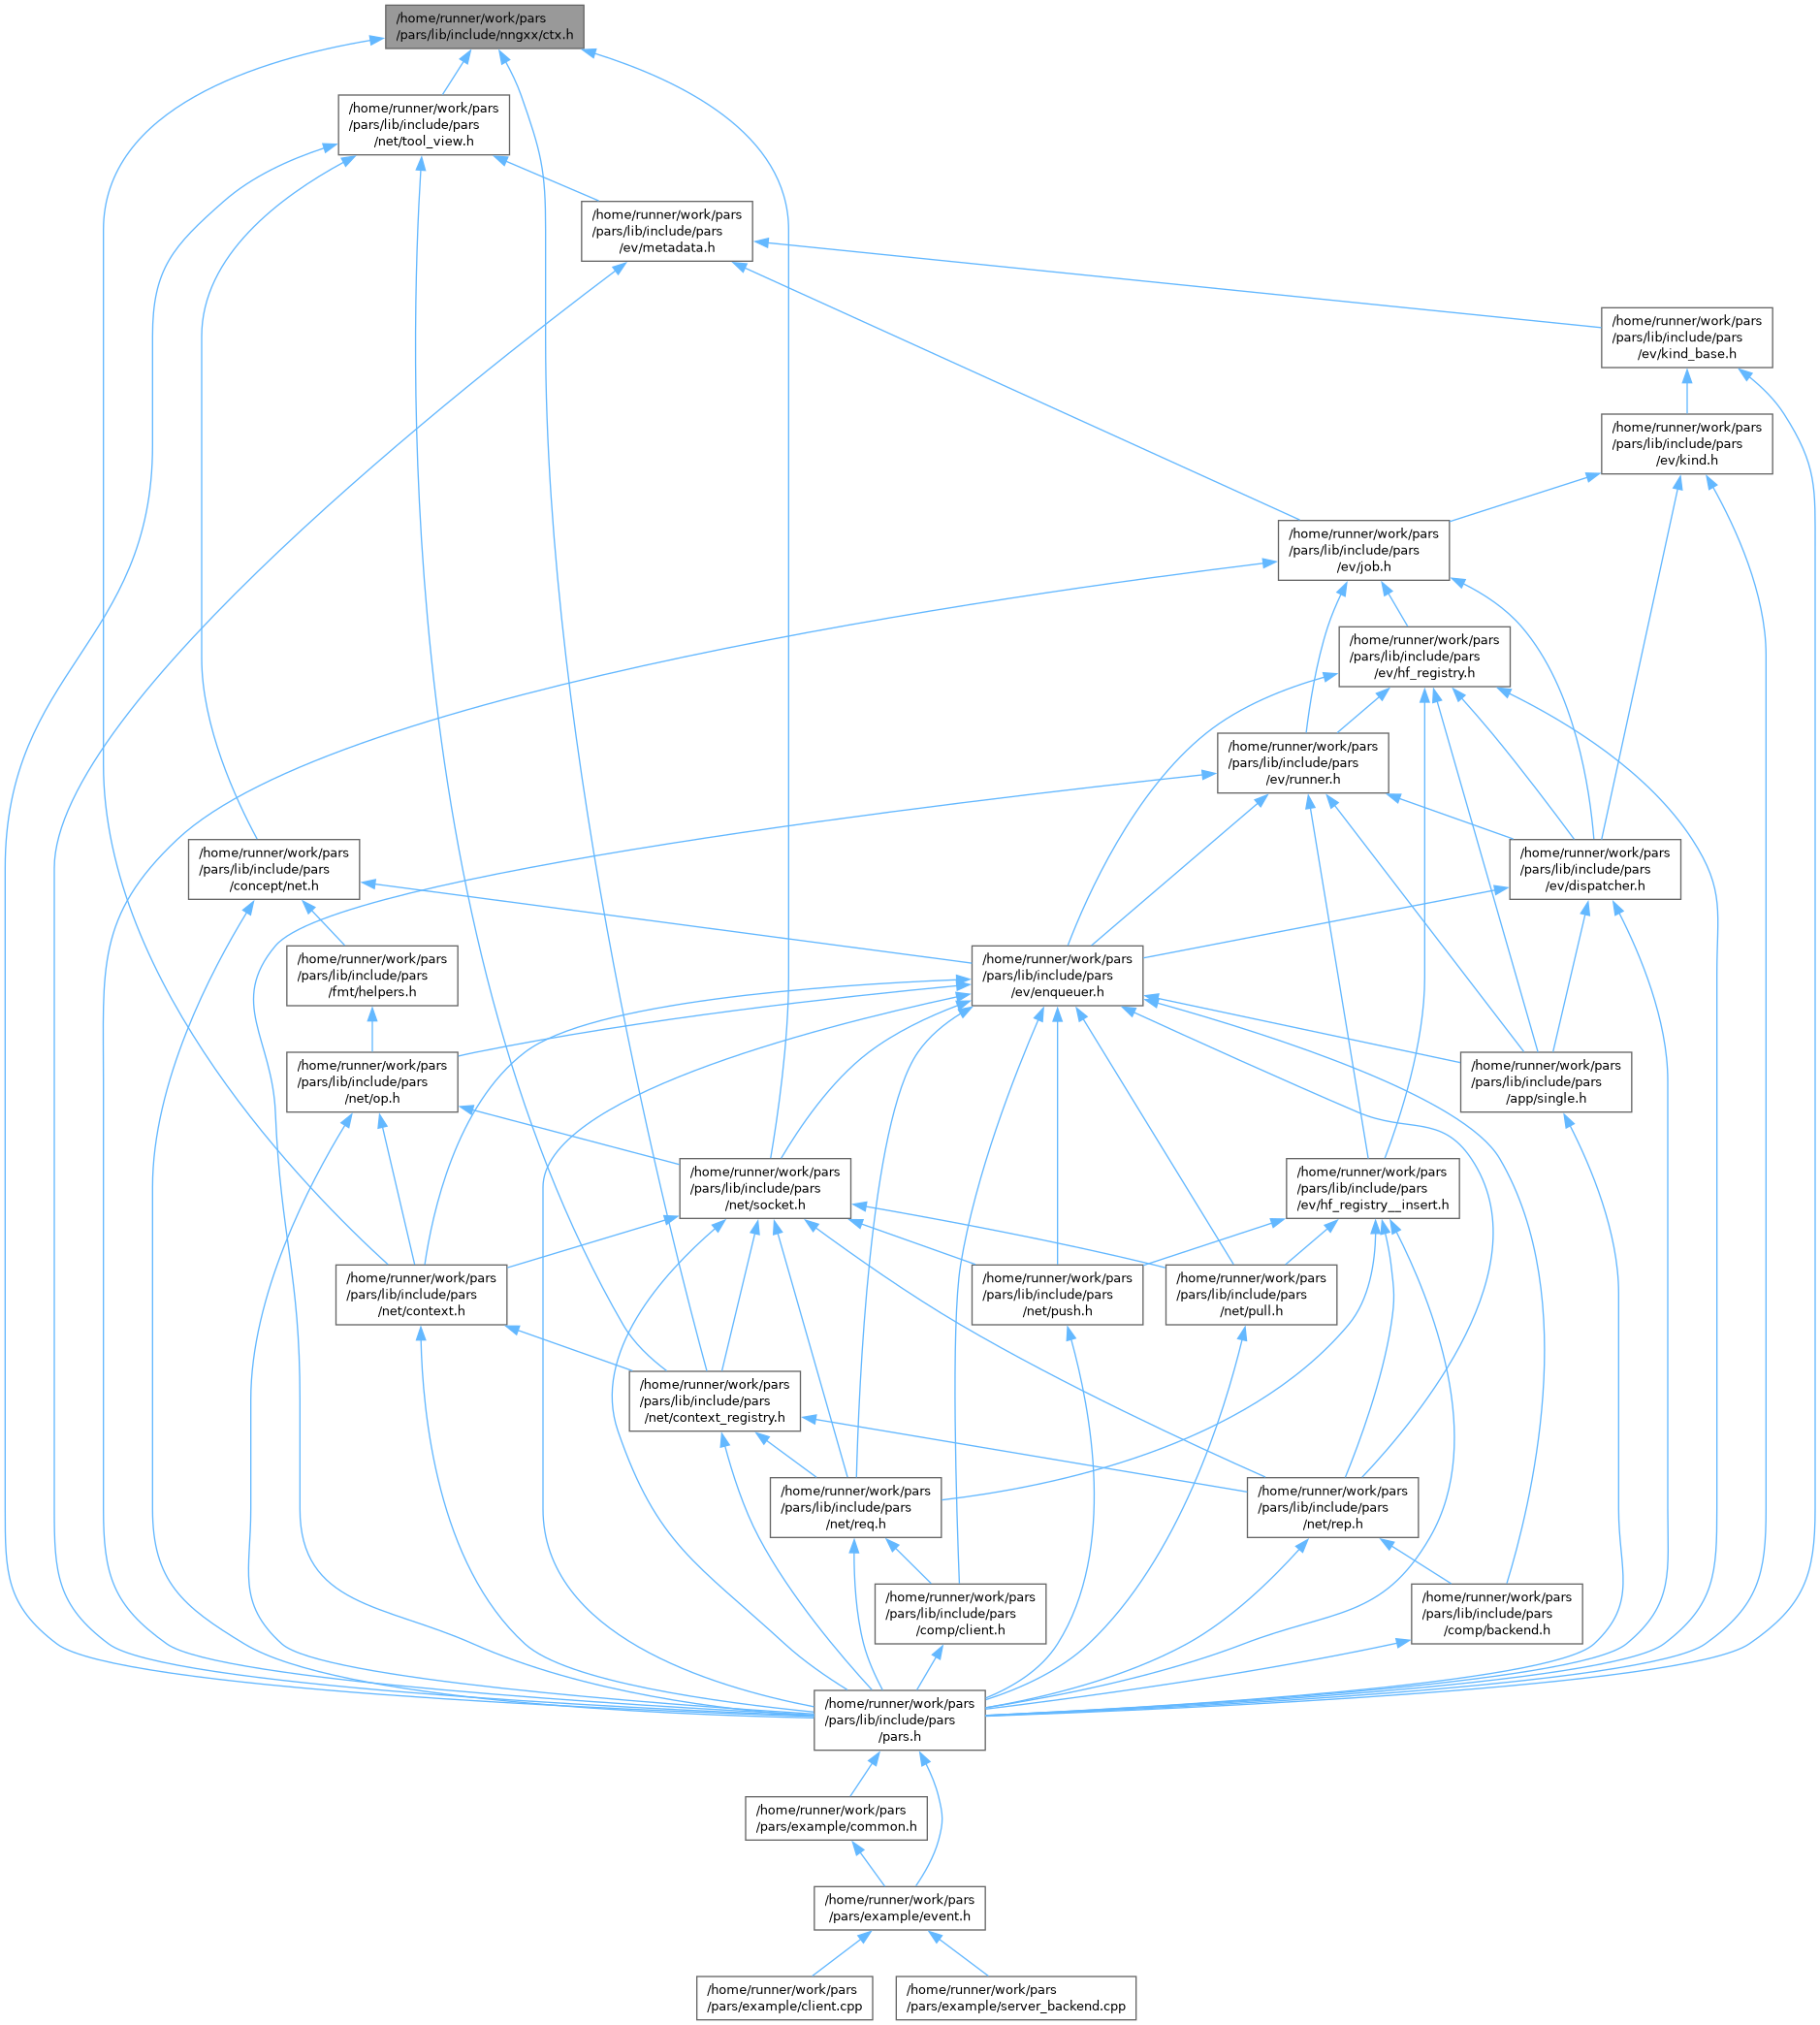 /home/runner/work/pars
/pars/lib/include/nngxx/ctx.h
/home/runner/work/pars
/pars/lib/include/pars
/net/tool_view.h
/home/runner/work/pars
/pars/lib/include/pars
/ev/metadata.h
/home/runner/work/pars
/pars/lib/include/pars
/ev/kind_base.h
/home/runner/work/pars
/pars/lib/include/pars
/ev/kind.h
/home/runner/work/pars
/pars/lib/include/pars
/ev/job.h
/home/runner/work/pars
/pars/lib/include/pars
/ev/hf_registry.h
/home/runner/work/pars
/pars/lib/include/pars
/ev/runner.h
/home/runner/work/pars
/pars/lib/include/pars
/concept/net.h
/home/runner/work/pars
/pars/lib/include/pars
/ev/dispatcher.h
/home/runner/work/pars
/pars/lib/include/pars
/fmt/helpers.h
/home/runner/work/pars
/pars/lib/include/pars
/ev/enqueuer.h
/home/runner/work/pars
/pars/lib/include/pars
/net/op.h
/home/runner/work/pars
/pars/lib/include/pars
/app/single.h
/home/runner/work/pars
/pars/lib/include/pars
/net/socket.h
/home/runner/work/pars
/pars/lib/include/pars
/ev/hf_registry__insert.h
/home/runner/work/pars
/pars/lib/include/pars
/net/context.h
/home/runner/work/pars
/pars/lib/include/pars
/net/push.h
/home/runner/work/pars
/pars/lib/include/pars
/net/pull.h
/home/runner/work/pars
/pars/lib/include/pars
/net/context_registry.h
/home/runner/work/pars
/pars/lib/include/pars
/net/req.h
/home/runner/work/pars
/pars/lib/include/pars
/net/rep.h
/home/runner/work/pars
/pars/lib/include/pars
/comp/client.h
/home/runner/work/pars
/pars/lib/include/pars
/comp/backend.h
/home/runner/work/pars
/pars/lib/include/pars
/pars.h
/home/runner/work/pars
/pars/example/common.h
/home/runner/work/pars
/pars/example/event.h
/home/runner/work/pars
/pars/example/client.cpp
/home/runner/work/pars
/pars/example/server_backend.cpp